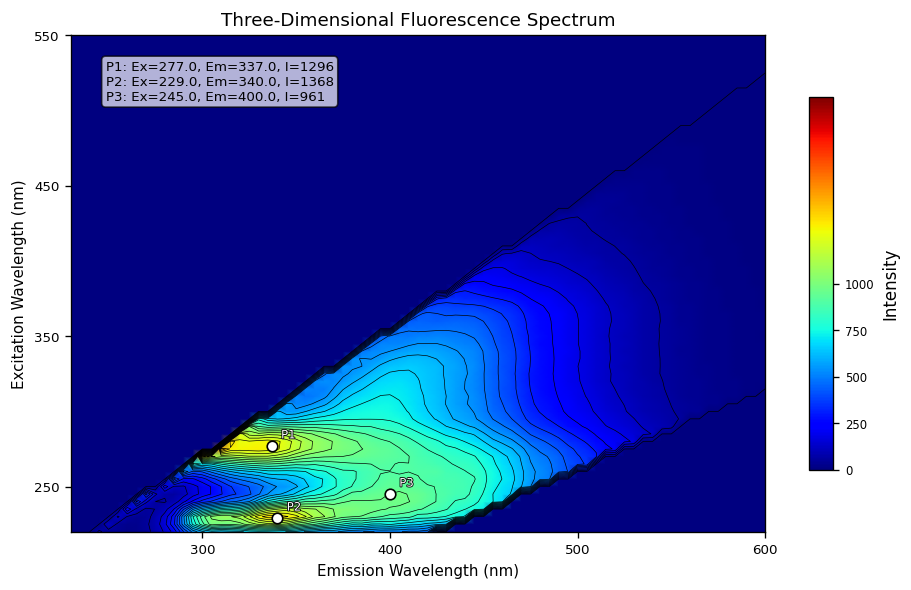 Three-Dimensional Fluorescence Spectrum
550
450
350
250
Excitation Wavelength (nm)
P1: Ex=277.0, Em=337.0, I=1296
P2: Ex=229.0, Em=340.0, I=1368
P3: Ex=245.0, Em=400.0, I=961
P1
P3
P2
300
400
500
600
Emission Wavelength (nm)
1000
750
500
250
0
Intensity